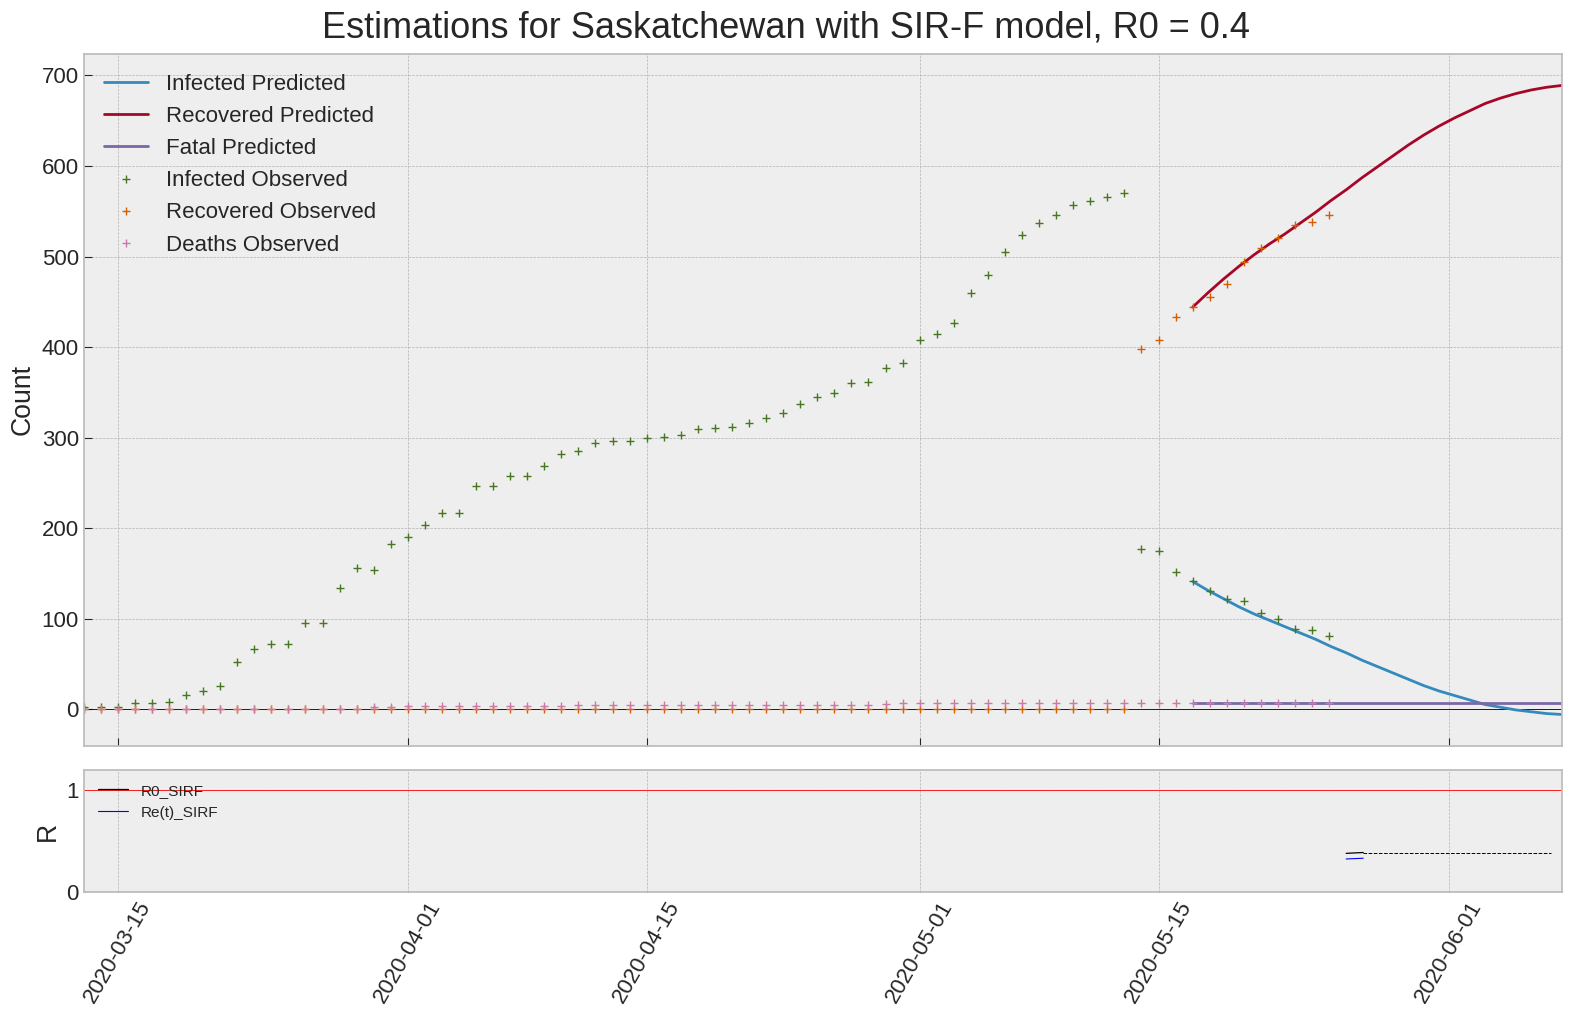 Estimations for Saskatchewan with SIR-F model, R0 = 0.4
700
600
500
400
300
200
100
0
Count
Infected Predicted
Recovered Predicted
Fatal Predicted
Infected Observed
Recovered Observed
Deaths Observed
1
0
R
R0_SIRF
Re(t)_SIRF
2020-03-15
2020-04-01
2020-04-15
2020-05-01
2020-05-15
2020-06-01